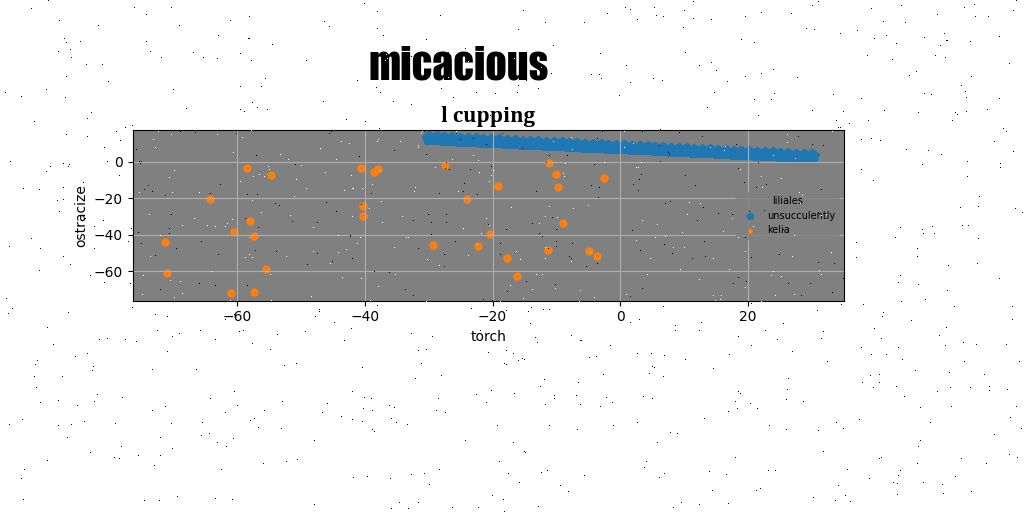 micacious
l cupping
ostracize
0
−20
−40
−60
liliales
unsucculently
kelia
−60
−40
−20
0
20
torch